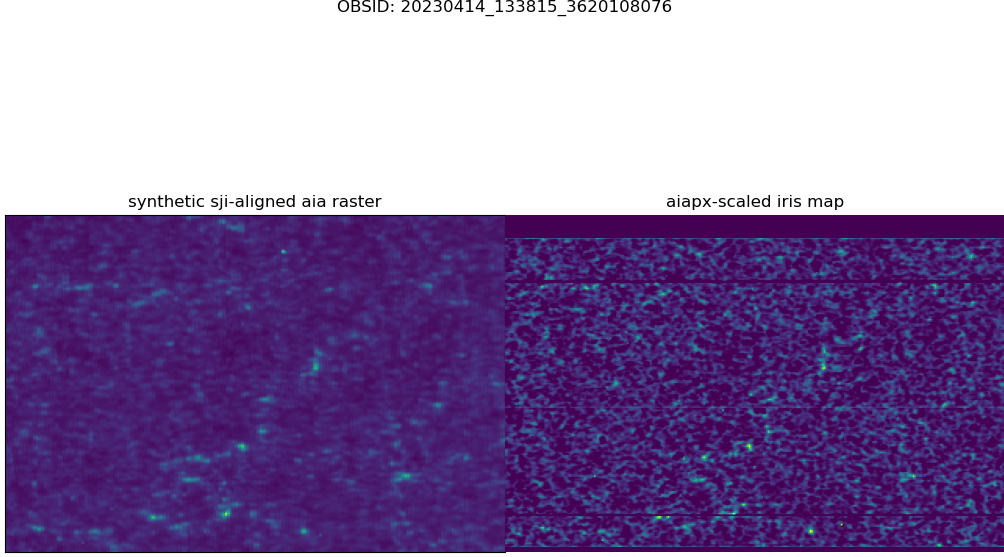 OBSID: 20230414_133815_3620108076
synthetic sji-aligned aia raster
aiapx-scaled iris map